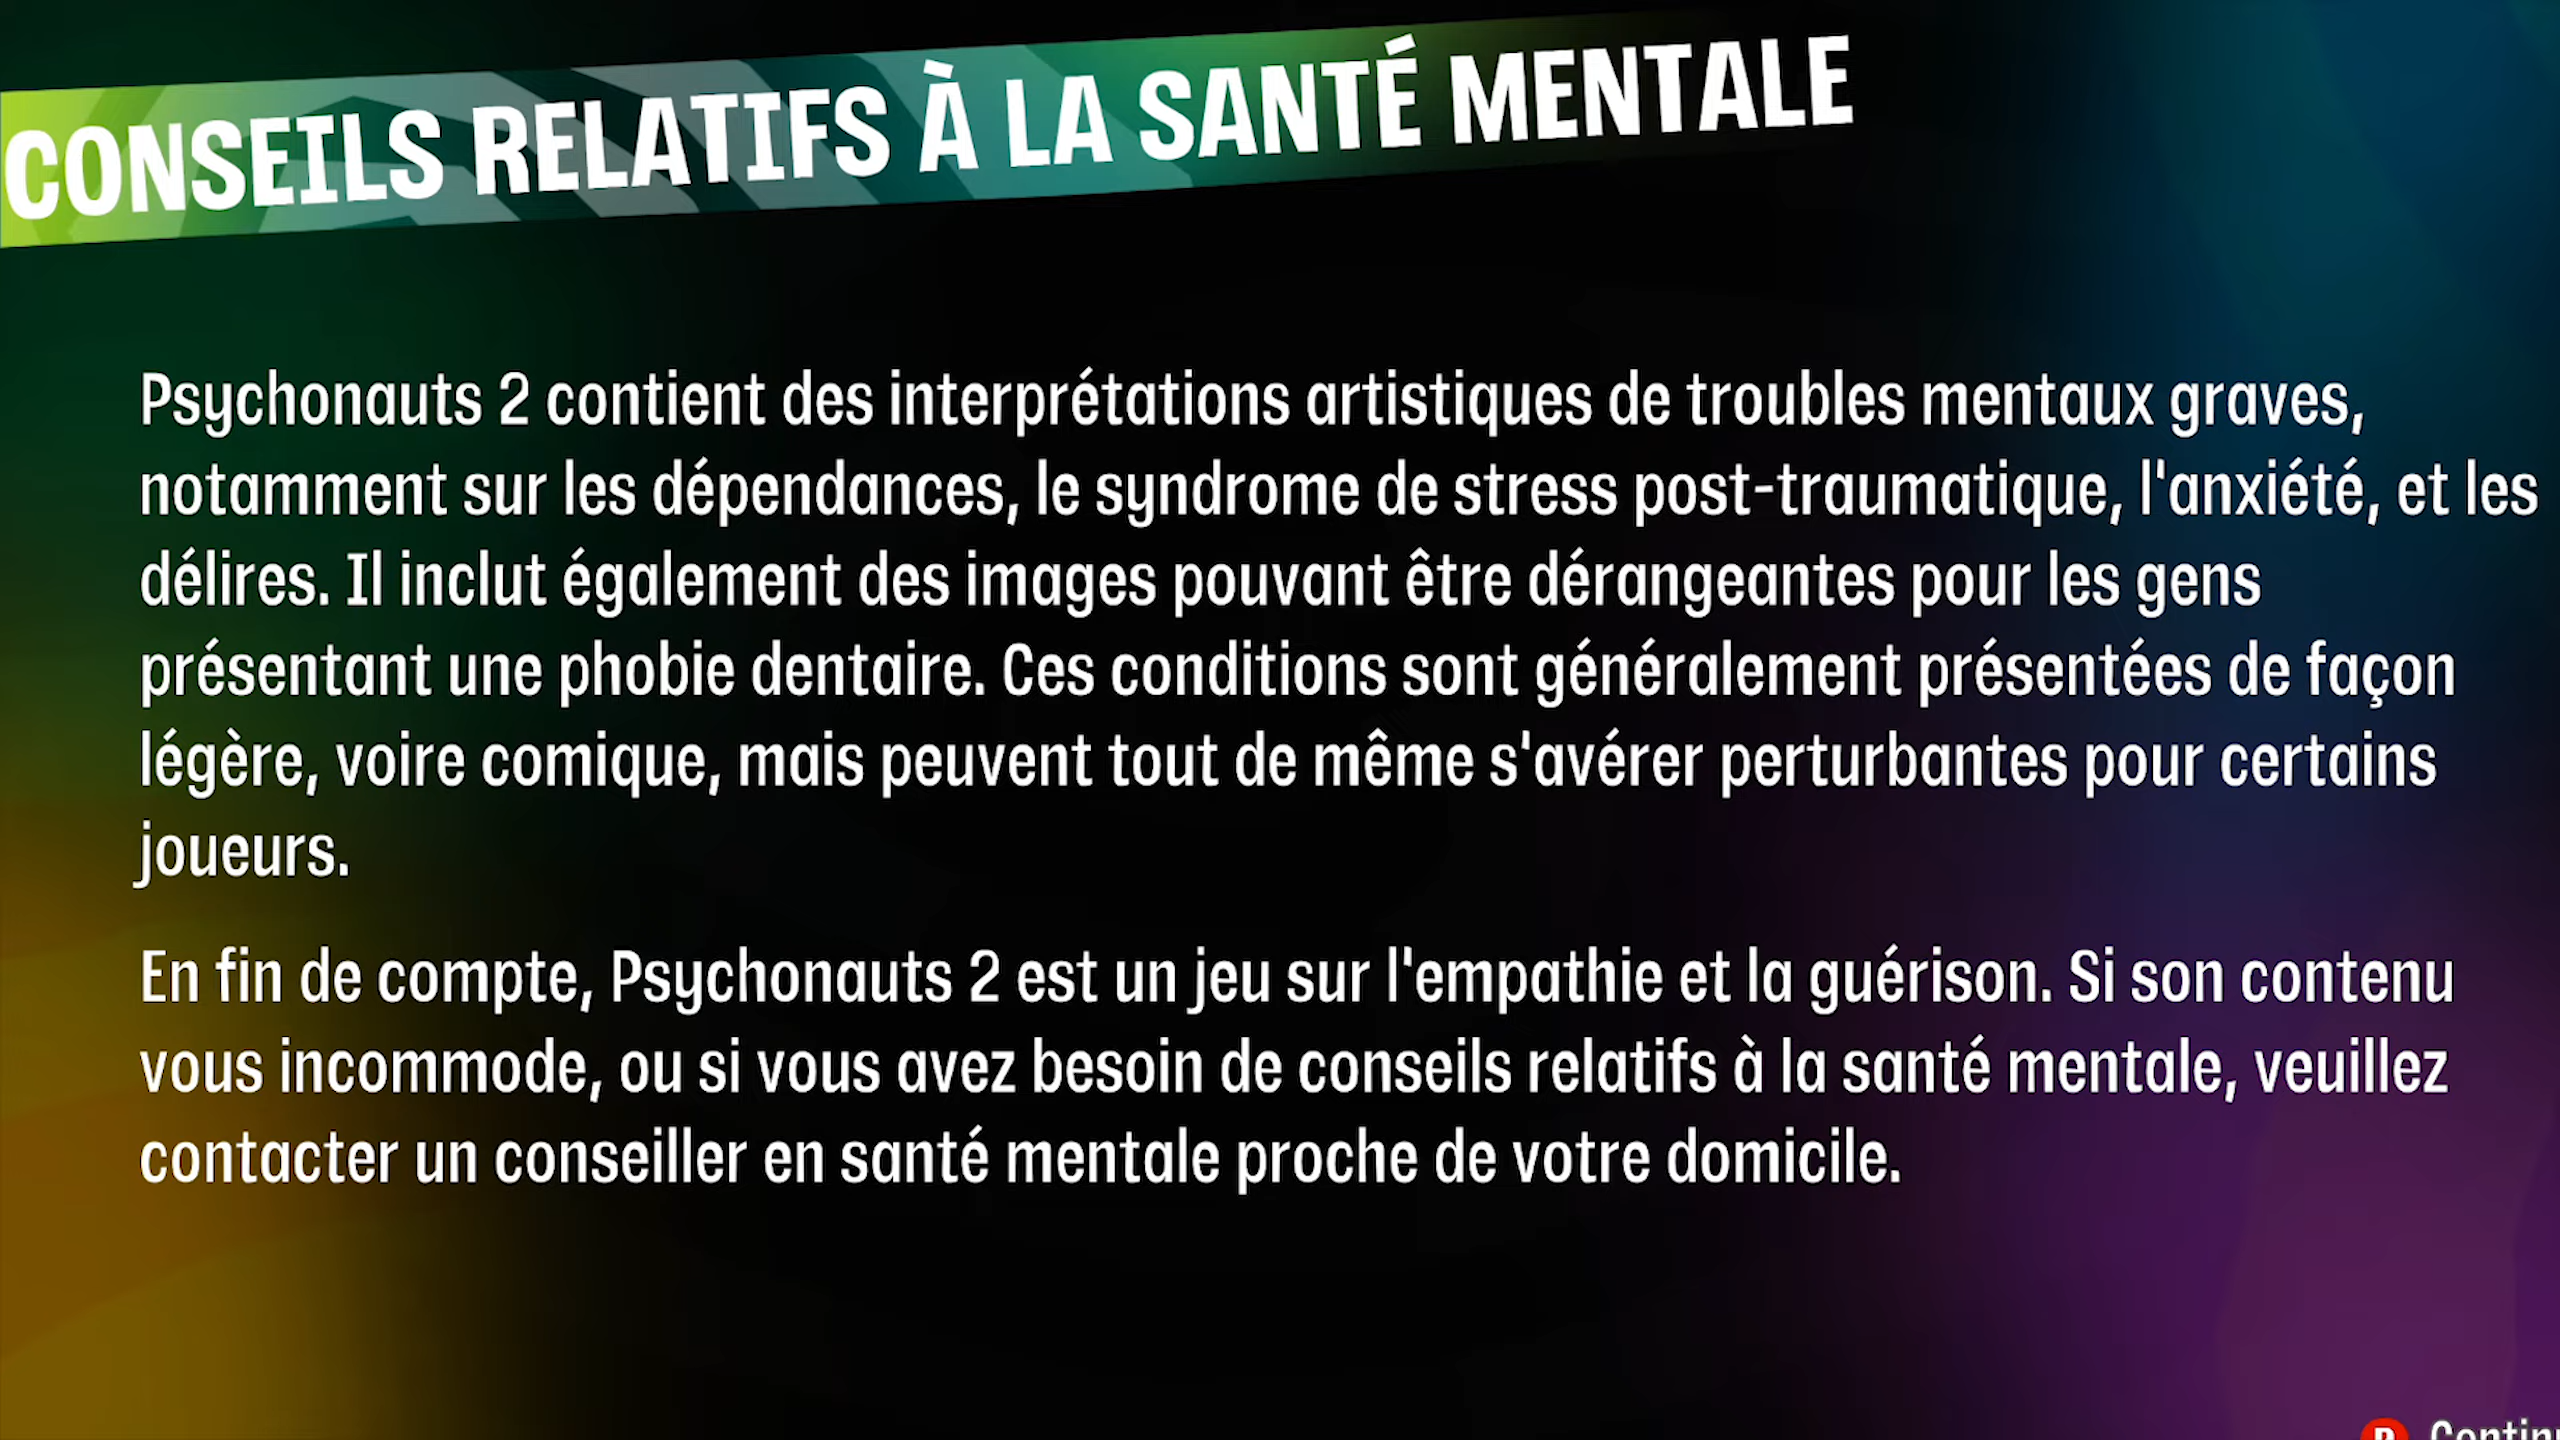 CONSEILS RELATIFS À LA SANTÉ MENTALE
Psychonauts 2 contient des interprétations artistiques de troubles mentaux graves,
notamment sur les dépendances, le syndrome de stress post-traumatique, l'anxiété, et les
délires. Il inclut également des images pouvant être dérangeantes pour les gens
présentant une phobie dentaire. Ces conditions sont généralement présentées de façon
légère, voire comique, mais peuvent tout de même s'avérer perturbantes pour certains
joueurs.
En fin de compte, Psychonauts 2 est un jeu sur l'empathie et la guérison. Si son contenu
vous incommode, ou si vous avez besoin de conseils relatifs à la santé mentale, veuillez
contacter un conseiller en santé mentale proche de votre domicile.